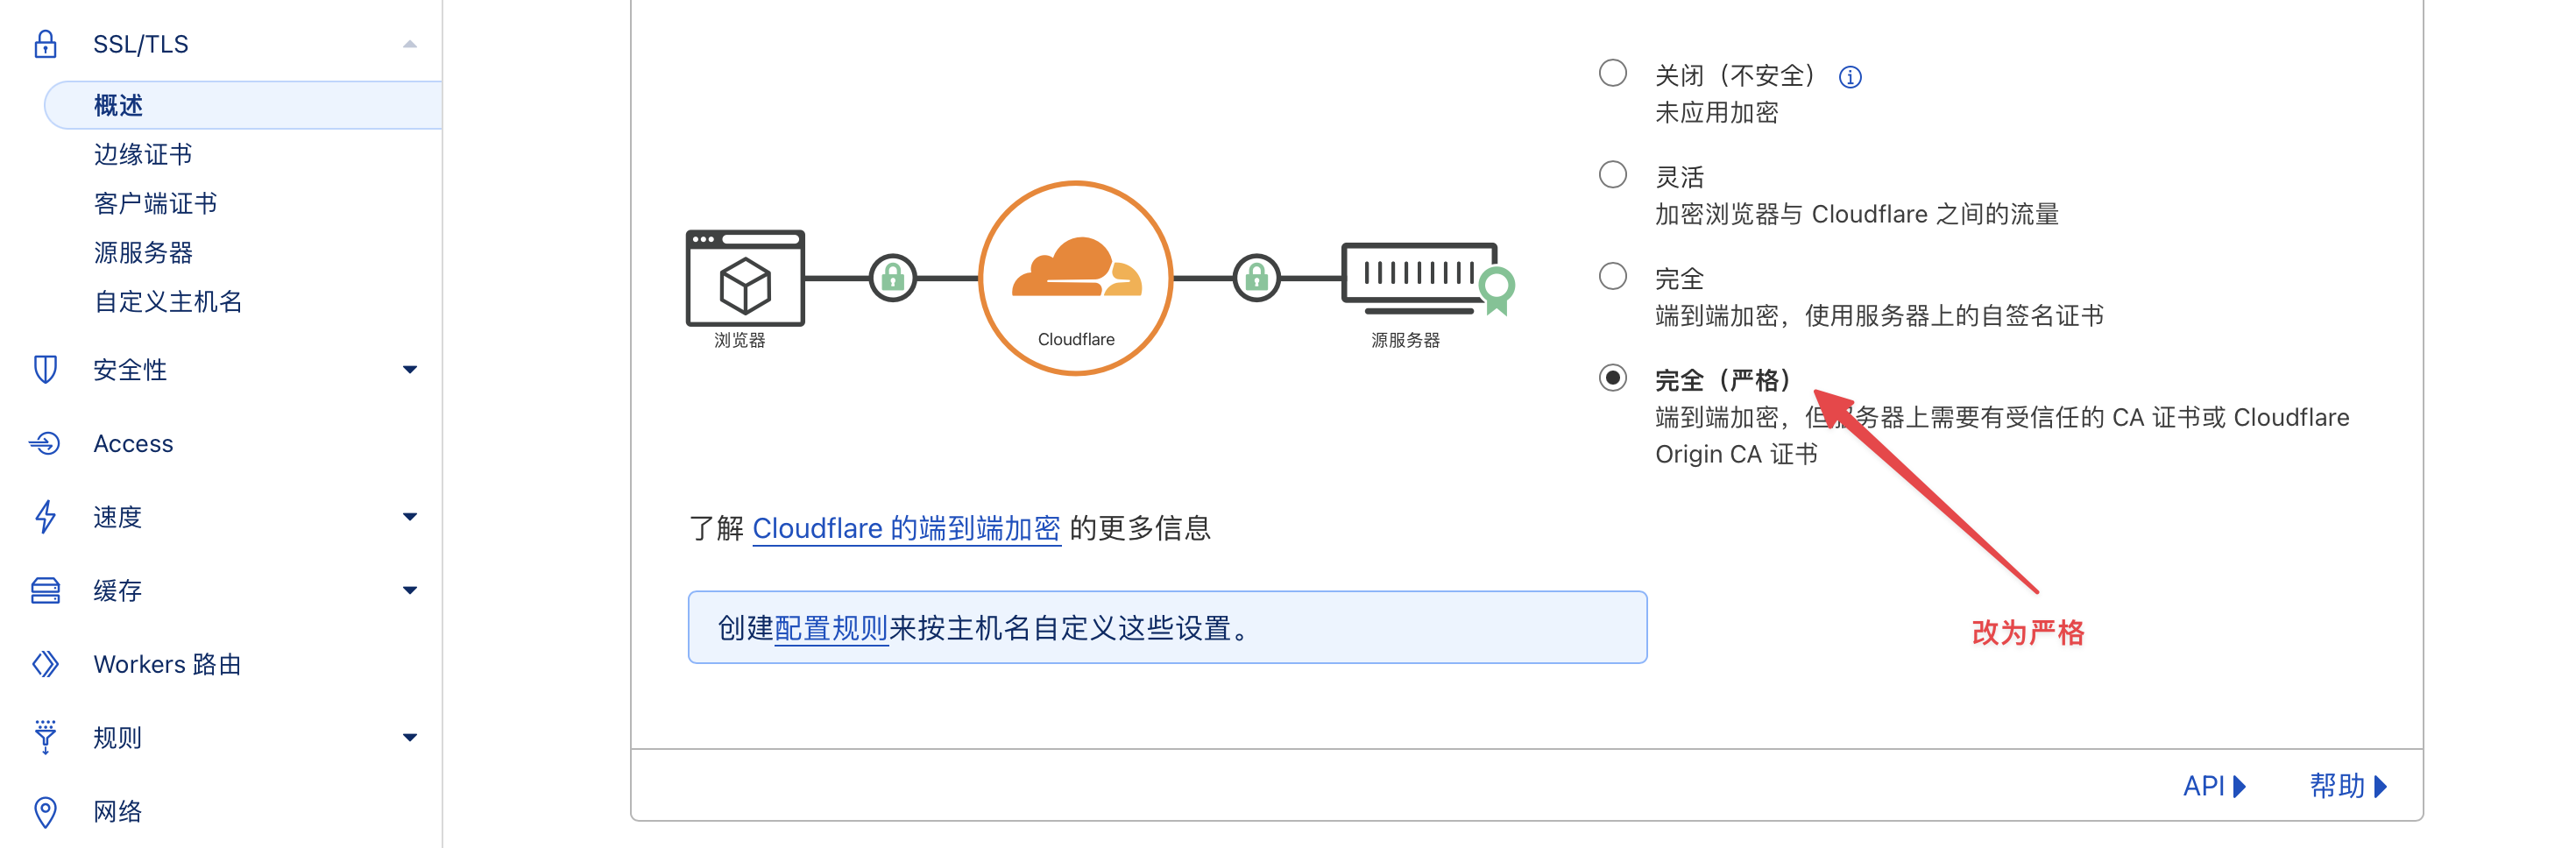 SSL/TLS
概述
边缘证书
客户端证书
源服务器
自定义主机名
安全性
Access
速度
缓存
Workers 路由
规则
网络
浏览器
Cloudflare
源服务器
关闭（不安全）
未应用加密
灵活
加密浏览器与 Cloudflare 之间的流量
完全
端到端加密，使用服务器上的自签名证书
完全（严格）
端到端加密，但服务器上需要有受信任的 CA 证书或 Cloudflare
Origin CA 证书
了解 Cloudflare 的端到端加密 的更多信息
创建配置规则来按主机名自定义这些设置。
改为严格
API
帮助